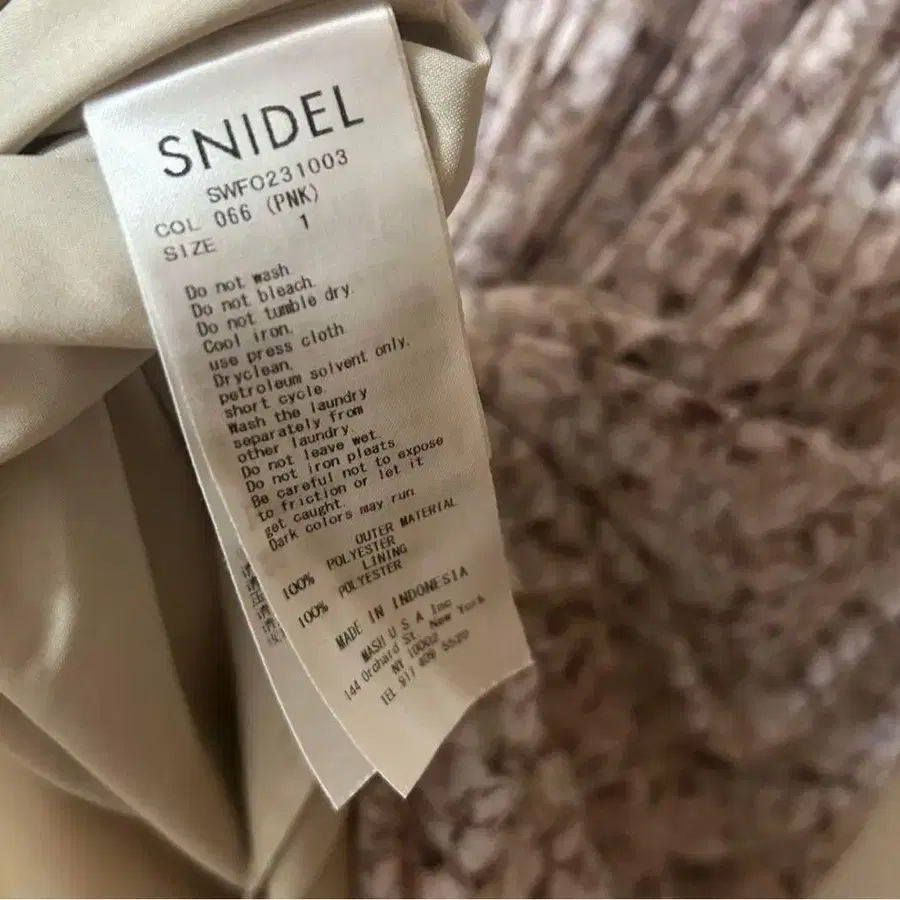 SNIDEL
SWFO231003
COL 066 (PNK)
SIZE 1
Do not wash
Do not bleach.
Do not tumble dry.
Cool iron.
use press cloth
Dryclean.
petroleum solvent only.
short cycle.
Wash the laundry
separately from
other laundry.
Do not leave wet.
Do not iron pleats
Be careful not to expose
to friction or let it
get caught.
Dark colors may run
OUTER MATERIAL
100% POLYESTER
LINING
100% POLYESTER
MADE IN INDONESIA
MASH U S A Inc
144 Orchard St. New York
NY 10002
TEL 917 409 5520